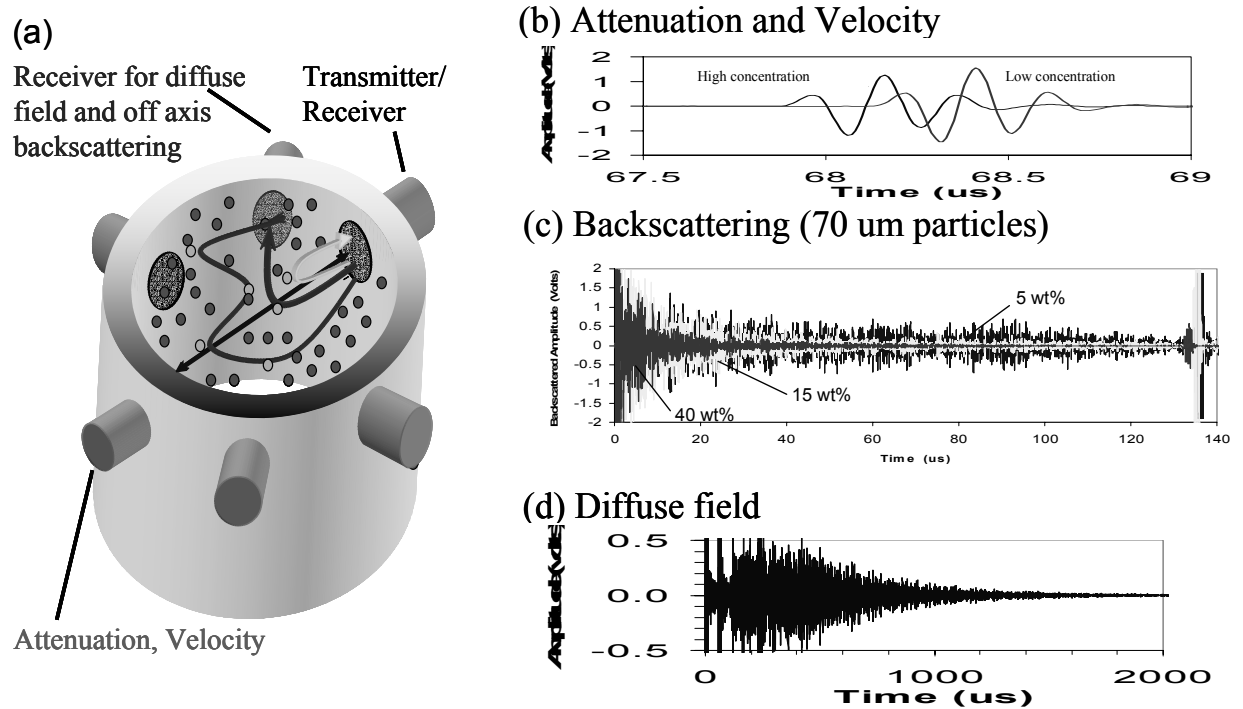 (a)
Receiver for diffuse
field and off axis
backscattering
Transmitter/
Receiver
Attenuation, Velocity
(b) Attenuation and Velocity
2
1
0
-1
-2
High concentration
Low concentration
67.5 68 68.5 69
Time (us)
(c) Backscattering (70 um particles)
Backscattered Amplitude (Volts)
2
1.5
1
0.5
0
-0.5
-1
-1.5
-2
5 wt%
15 wt%
40 wt%
0 20 40 60 80 100 120 140
Time (us)
(d) Diffuse field
0.5
0.0
-0.5
0 1000 2000
Time (us)